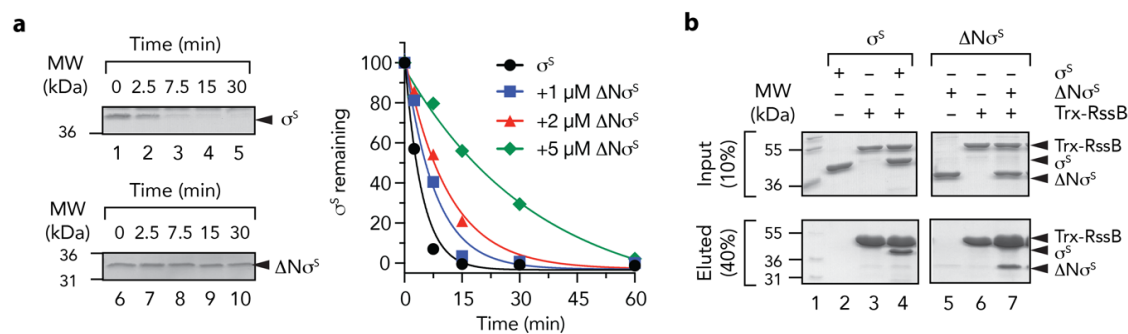 a
Time (min)
MW
(kDa)
0 2.5 7.5 15 30
36
σS
1 2 3 4 5
Time (min)
MW
(kDa)
0 2.5 7.5 15 30
36
31
ΔNσS
6 7 8 9 10
σS remaining
100
80
60
40
20
0
0 15 30 45 60
Time (min)
σS
+1 μM ΔNσS
+2 μM ΔNσS
+5 μM ΔNσS
b
σS ΔNσS
– + – + – – – σS
– – – – + – + ΔNσS
– – + + – + + Trx-RssB
MW
(kDa)
Input
(10%)
55
36
Trx-RssB
σS
ΔNσS
Eluted
(40%)
55
36
31
Trx-RssB
σS
ΔNσS
1 2 3 4 5 6 7